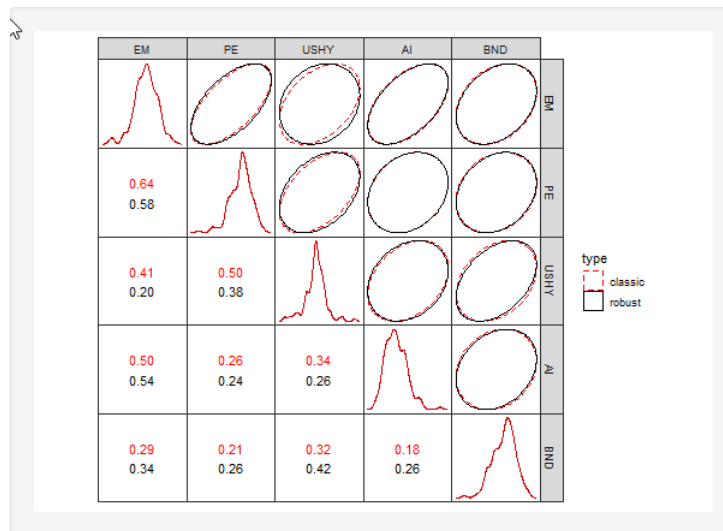 EM PE USHY AI BND
EM
0.64
0.58
PE
0.41 0.50
0.20 0.38
USHY
type
classic
robust
0.50 0.26 0.34
0.54 0.24 0.26
AI
0.29 0.21 0.32 0.18
0.34 0.26 0.42 0.26
BND